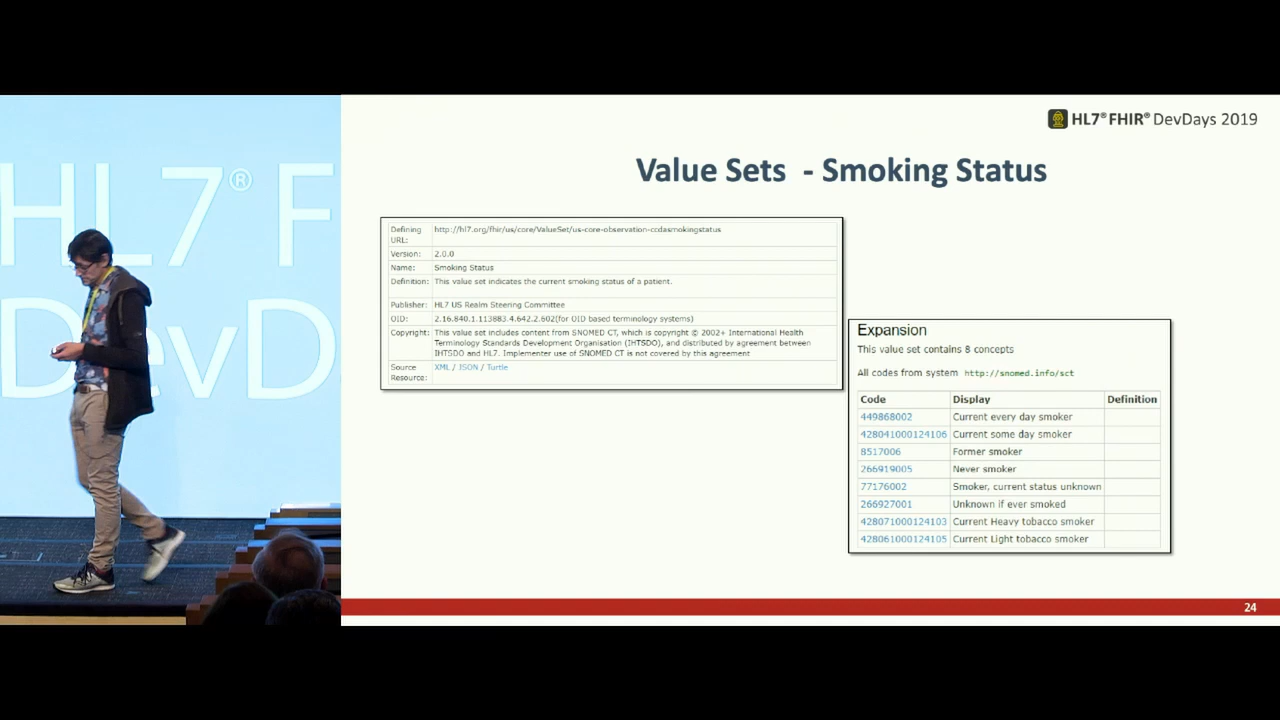 HL7® F
DevD
HL7® FHIR® DevDays 2019
Value Sets - Smoking Status
Defining URL: http://hl7.org/fhir/us/core/ValueSet/us-core-observation-ccdasmokingstatus
Version: 2.0.0
Name: Smoking Status
Definition: This value set indicates the current smoking status of a patient.
Publisher: HL7 US Realm Steering Committee
OID: 2.16.840.1.113883.4.642.2.602(for OID based terminology systems)
Copyright: This value set includes content from SNOMED CT, which is copyright © 2002+ International Health
Terminology Standards Development Organisation (IHTSDO), and distributed by agreement between
IHTSDO and HL7. Implementer use of SNOMED CT is not covered by this agreement
Source Resource: XML / JSON / Turtle
Expansion
This value set contains 8 concepts
All codes from system http://snomed.info/sct
Code Display Definition
449868002 Current every day smoker
428041000124106 Current some day smoker
8517006 Former smoker
266919005 Never smoker
77176002 Smoker, current status unknown
266927001 Unknown if ever smoked
428071000124103 Current Heavy tobacco smoker
428061000124105 Current Light tobacco smoker
24